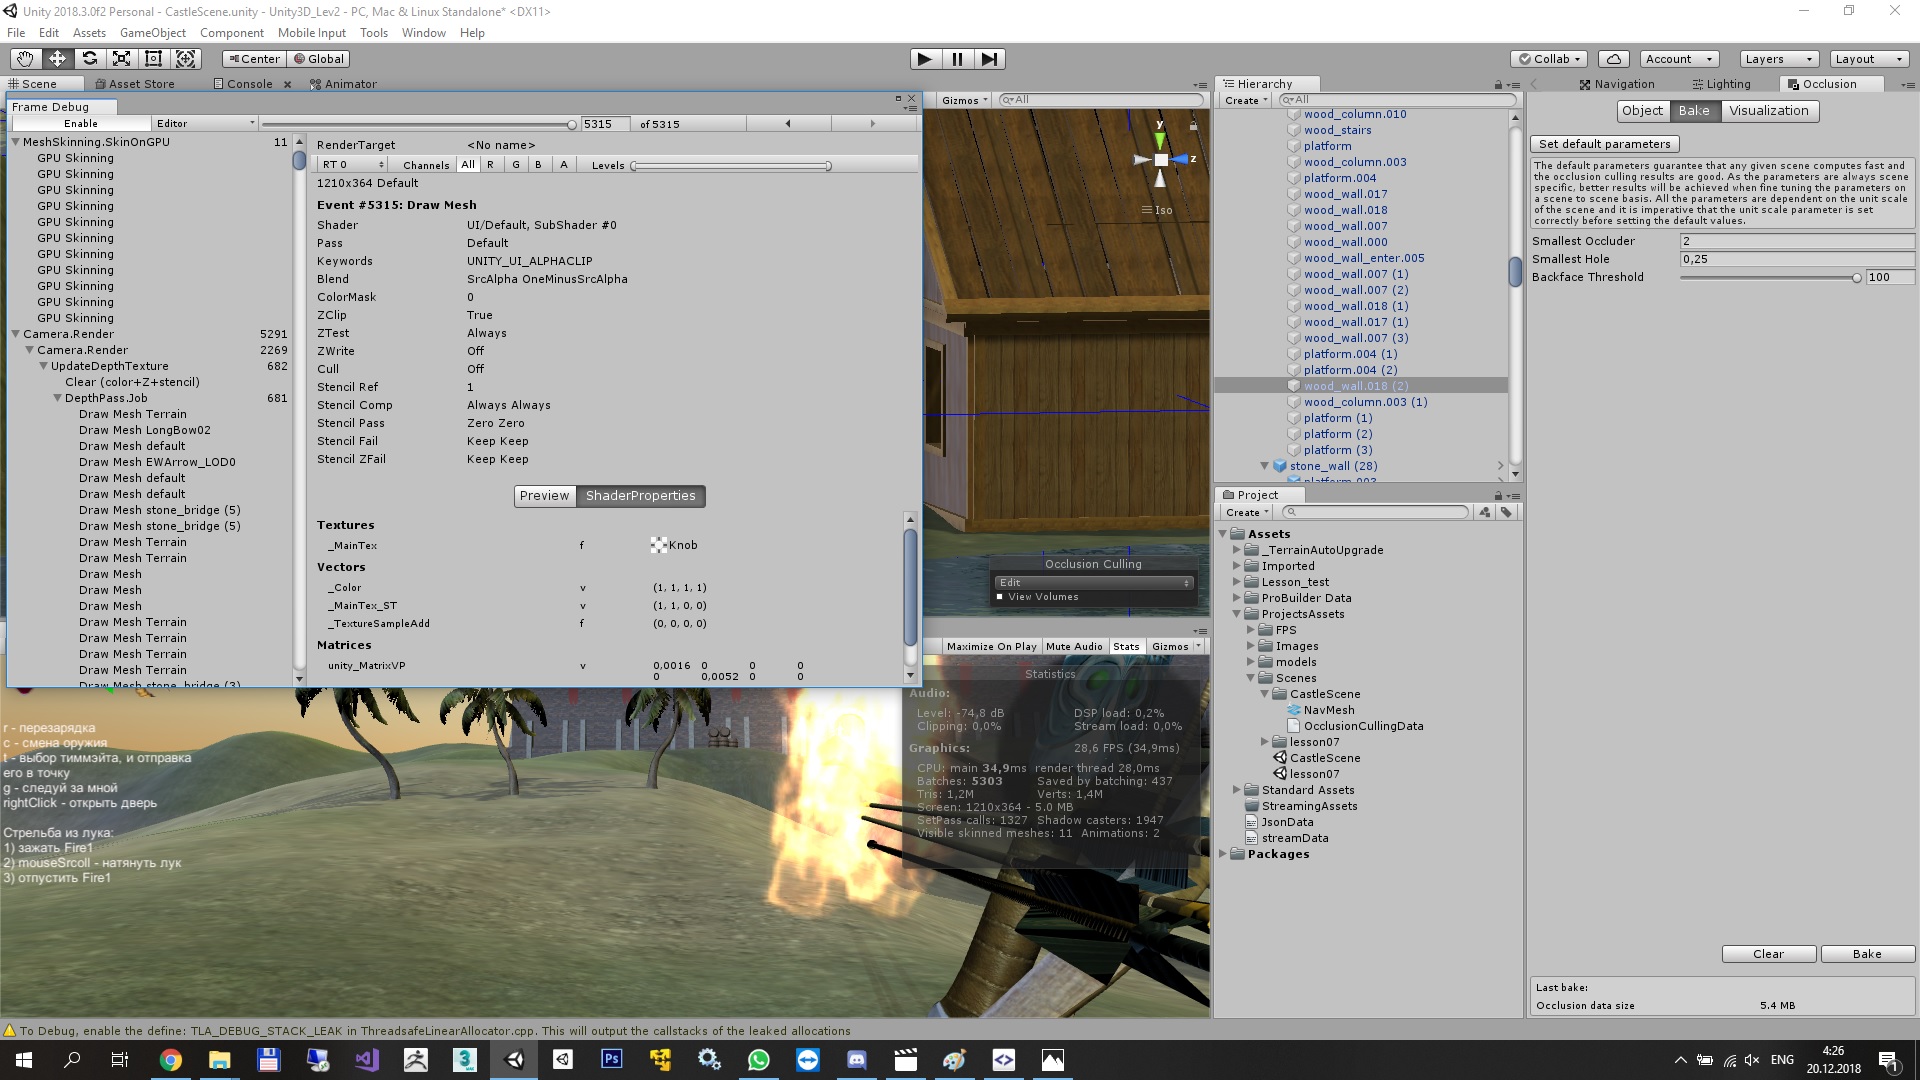 Unity 2018.3.0f2 Personal - CastleScene.unity - Unity3D_Lev2 - PC, Mac & Linux Standalone* <DX11>
File Edit Assets GameObject Component Mobile Input Tools Window Help
Center Global Collab Account Layers Layout
Scene Asset Store Console Animator
Frame Debug
Enable Editor 5315 of 5315
MeshSkinning.SkinOnGPU 11
GPU Skinning
GPU Skinning
GPU Skinning
GPU Skinning
GPU Skinning
GPU Skinning
GPU Skinning
GPU Skinning
GPU Skinning
GPU Skinning
GPU Skinning
Camera.Render 5291
Camera.Render 2269
UpdateDepthTexture 682
Clear (color+Z+stencil)
DepthPass.Job 681
Draw Mesh Terrain
Draw Mesh LongBow02
Draw Mesh default
Draw Mesh EWArrow_LOD0
Draw Mesh default
Draw Mesh default
Draw Mesh stone_bridge (5)
Draw Mesh stone_bridge (5)
Draw Mesh Terrain
Draw Mesh Terrain
Draw Mesh
Draw Mesh
Draw Mesh
Draw Mesh Terrain
Draw Mesh Terrain
Draw Mesh Terrain
Draw Mesh Terrain
Draw Mesh stone_bridge (3)
RenderTarget <No name>
RT 0 Channels All R G B A Levels
1210x364 Default
Event #5315: Draw Mesh
Shader UI/Default, SubShader #0
Pass Default
Keywords UNITY_UI_ALPHACLIP
Blend SrcAlpha OneMinusSrcAlpha
ColorMask 0
ZClip True
ZTest Always
ZWrite Off
Cull Off
Stencil Ref 1
Stencil Comp Always Always
Stencil Pass Zero Zero
Stencil Fail Keep Keep
Stencil ZFail Keep Keep
Preview ShaderProperties
Textures
_MainTex f Knob
Vectors
_Color v (1, 1, 1, 1)
_MainTex_ST v (1, 1, 0, 0)
_TextureSampleAdd f (0, 0, 0, 0)
Matrices
unity_MatrixVP v 0,0016 0 0 0
0 0,0052 0 0
Gizmos All
y
z
Iso
Occlusion Culling
Edit
View Volumes
Maximize On Play Mute Audio Stats Gizmos
Statistics
Audio:
Level: -74,8 dB DSP load: 0,2%
Clipping: 0,0% Stream load: 0,0%
Graphics: 28,6 FPS (34,9ms)
CPU: main 34,9ms render thread 28,0ms
Batches: 5303 Saved by batching: 437
Tris: 1,2M Verts: 1,4M
Screen: 1210x364 - 5.0 MB
SetPass calls: 1327 Shadow casters: 1947
Visible skinned meshes: 11 Animations: 2
r - перезарядка
c - смена оружия
t - выбор тиммэйта, и отправка
его в точку
g - следуй за мной
rightClick - открыть дверь
Стрельба из лука:
1) зажать Fire1
2) mouseSrcoll - натянуть лук
3) отпустить Fire1
Hierarchy
Create All
wood_column.010
wood_stairs
platform
wood_column.003
platform.004
wood_wall.017
wood_wall.018
wood_wall.007
wood_wall.000
wood_wall_enter.005
wood_wall.007 (1)
wood_wall.007 (2)
wood_wall.018 (1)
wood_wall.017 (1)
wood_wall.007 (3)
platform.004 (1)
platform.004 (2)
wood_wall.018 (2)
wood_column.003 (1)
platform (1)
platform (2)
platform (3)
stone_wall (28)
platform.003
Project
Create
Assets
_TerrainAutoUpgrade
Imported
Lesson_test
ProBuilder Data
ProjectsAssets
FPS
Images
models
Scenes
CastleScene
NavMesh
OcclusionCullingData
lesson07
CastleScene
lesson07
Standard Assets
StreamingAssets
JsonData
streamData
Packages
Navigation Lighting Occlusion
Object Bake Visualization
Set default parameters
The default parameters guarantee that any given scene computes fast and
the occlusion culling results are good. As the parameters are always scene
specific, better results will be achieved when fine tuning the parameters on
a scene to scene basis. All the parameters are dependent on the unit scale
of the scene and it is imperative that the unit scale parameter is set
correctly before setting the default values.
Smallest Occluder 2
Smallest Hole 0,25
Backface Threshold 100
Clear Bake
Last bake:
Occlusion data size 5.4 MB
To Debug, enable the define: TLA_DEBUG_STACK_LEAK in ThreadsafeLinearAllocator.cpp. This will output the callstacks of the leaked allocations
Ps
3
ENG
4:26
20.12.2018
1